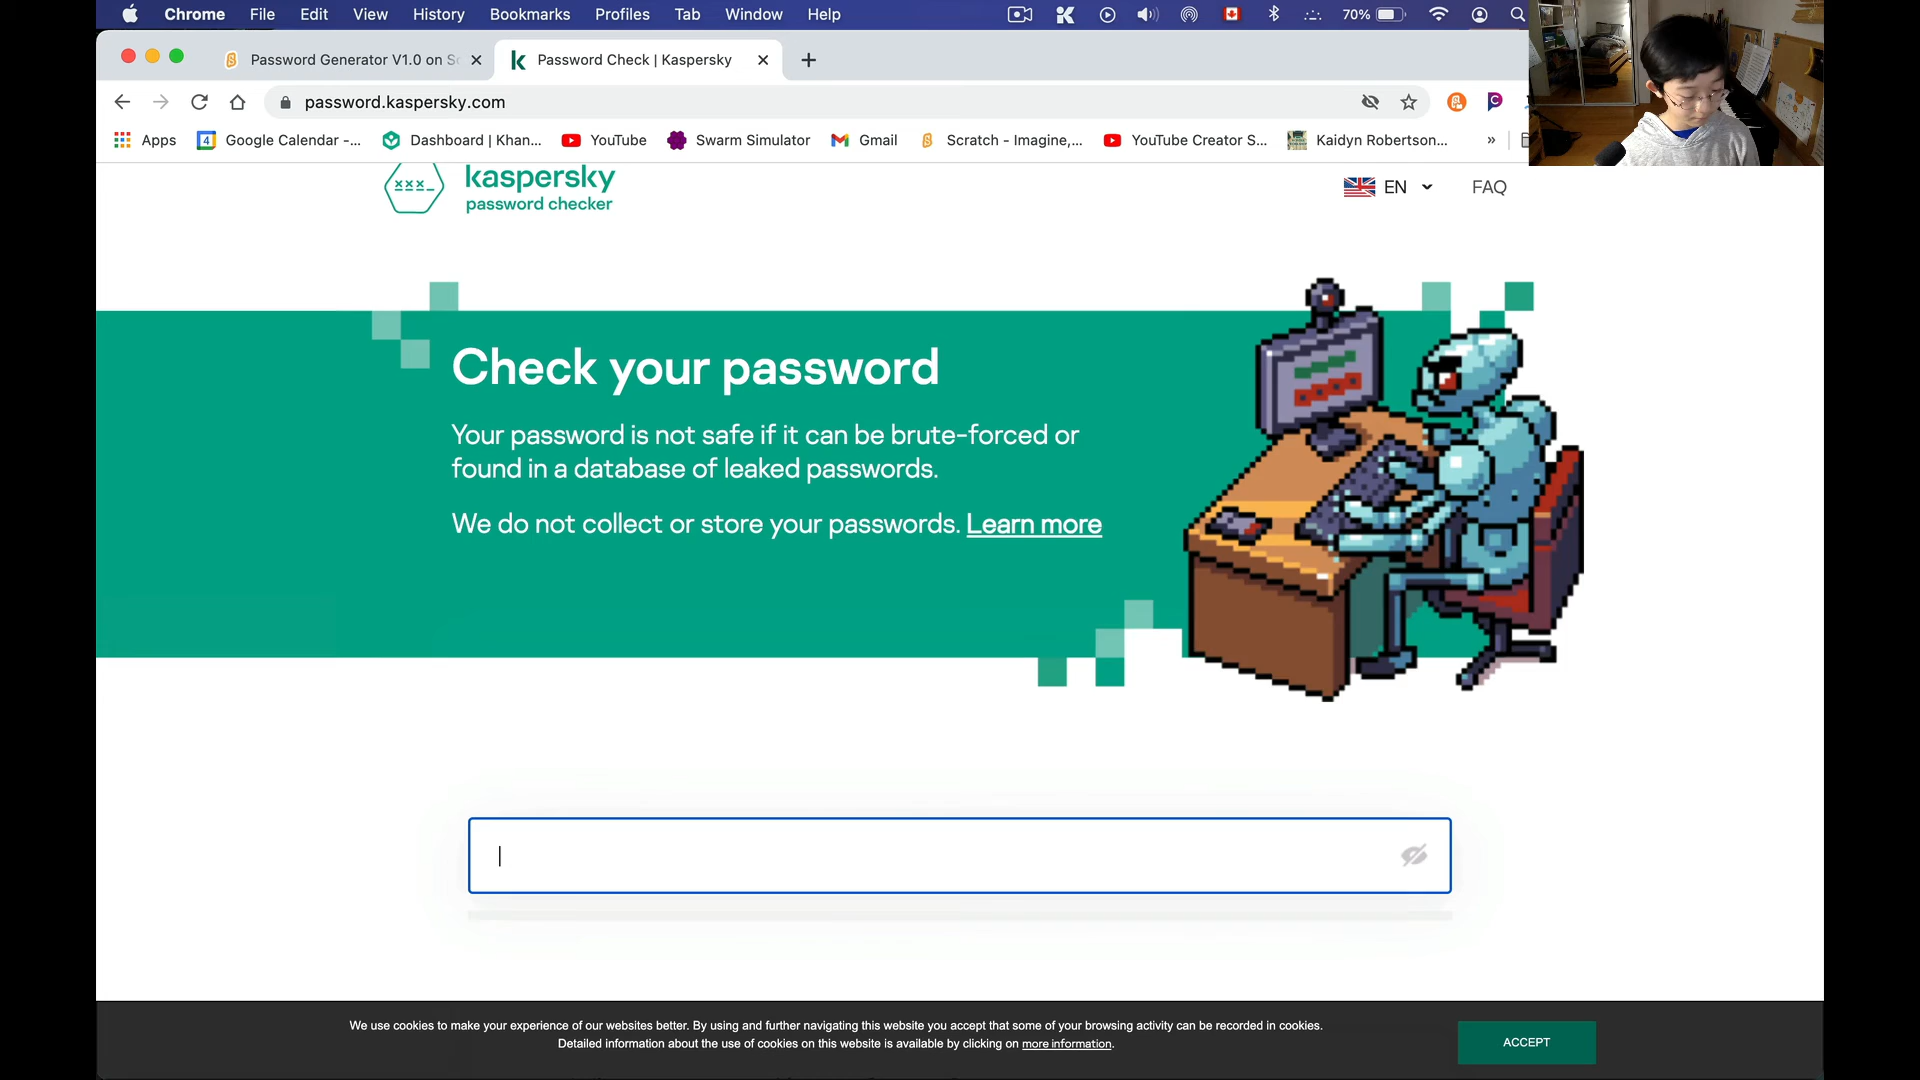 Chrome File Edit View History Bookmarks Profiles Tab Window Help 70%
Password Generator V1.0 on Sc Password Check | Kaspersky
password.kaspersky.com
Apps Google Calendar -... Dashboard | Khan... YouTube Swarm Simulator Gmail Scratch - Imagine,... YouTube Creator S... Kaidyn Robertson... »
xxx_ kaspersky
password checker
EN FAQ
Check your password
Your password is not safe if it can be brute-forced or
found in a database of leaked passwords.
We do not collect or store your passwords. Learn more
We use cookies to make your experience of our websites better. By using and further navigating this website you accept that some of your browsing activity can be recorded in cookies.
Detailed information about the use of cookies on this website is available by clicking on more information.
ACCEPT